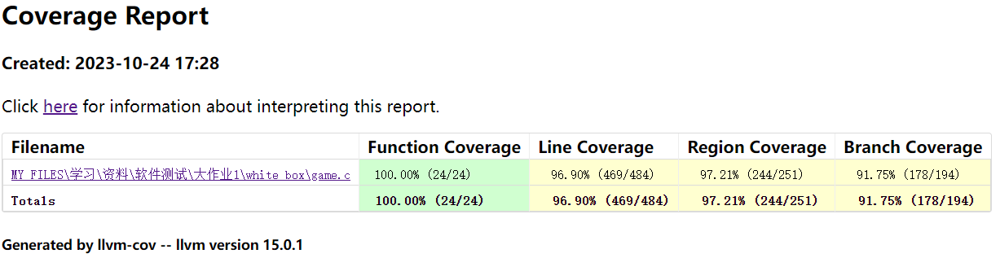 Coverage Report
Created: 2023-10-24 17:28
Click here for information about interpreting this report.
Filename Function Coverage Line Coverage Region Coverage Branch Coverage
MY FILES\学习\资料\软件测试\大作业1\white box\game.c 100.00% (24/24) 96.90% (469/484) 97.21% (244/251) 91.75% (178/194)
Totals 100.00% (24/24) 96.90% (469/484) 97.21% (244/251) 91.75% (178/194)
Generated by llvm-cov -- llvm version 15.0.1